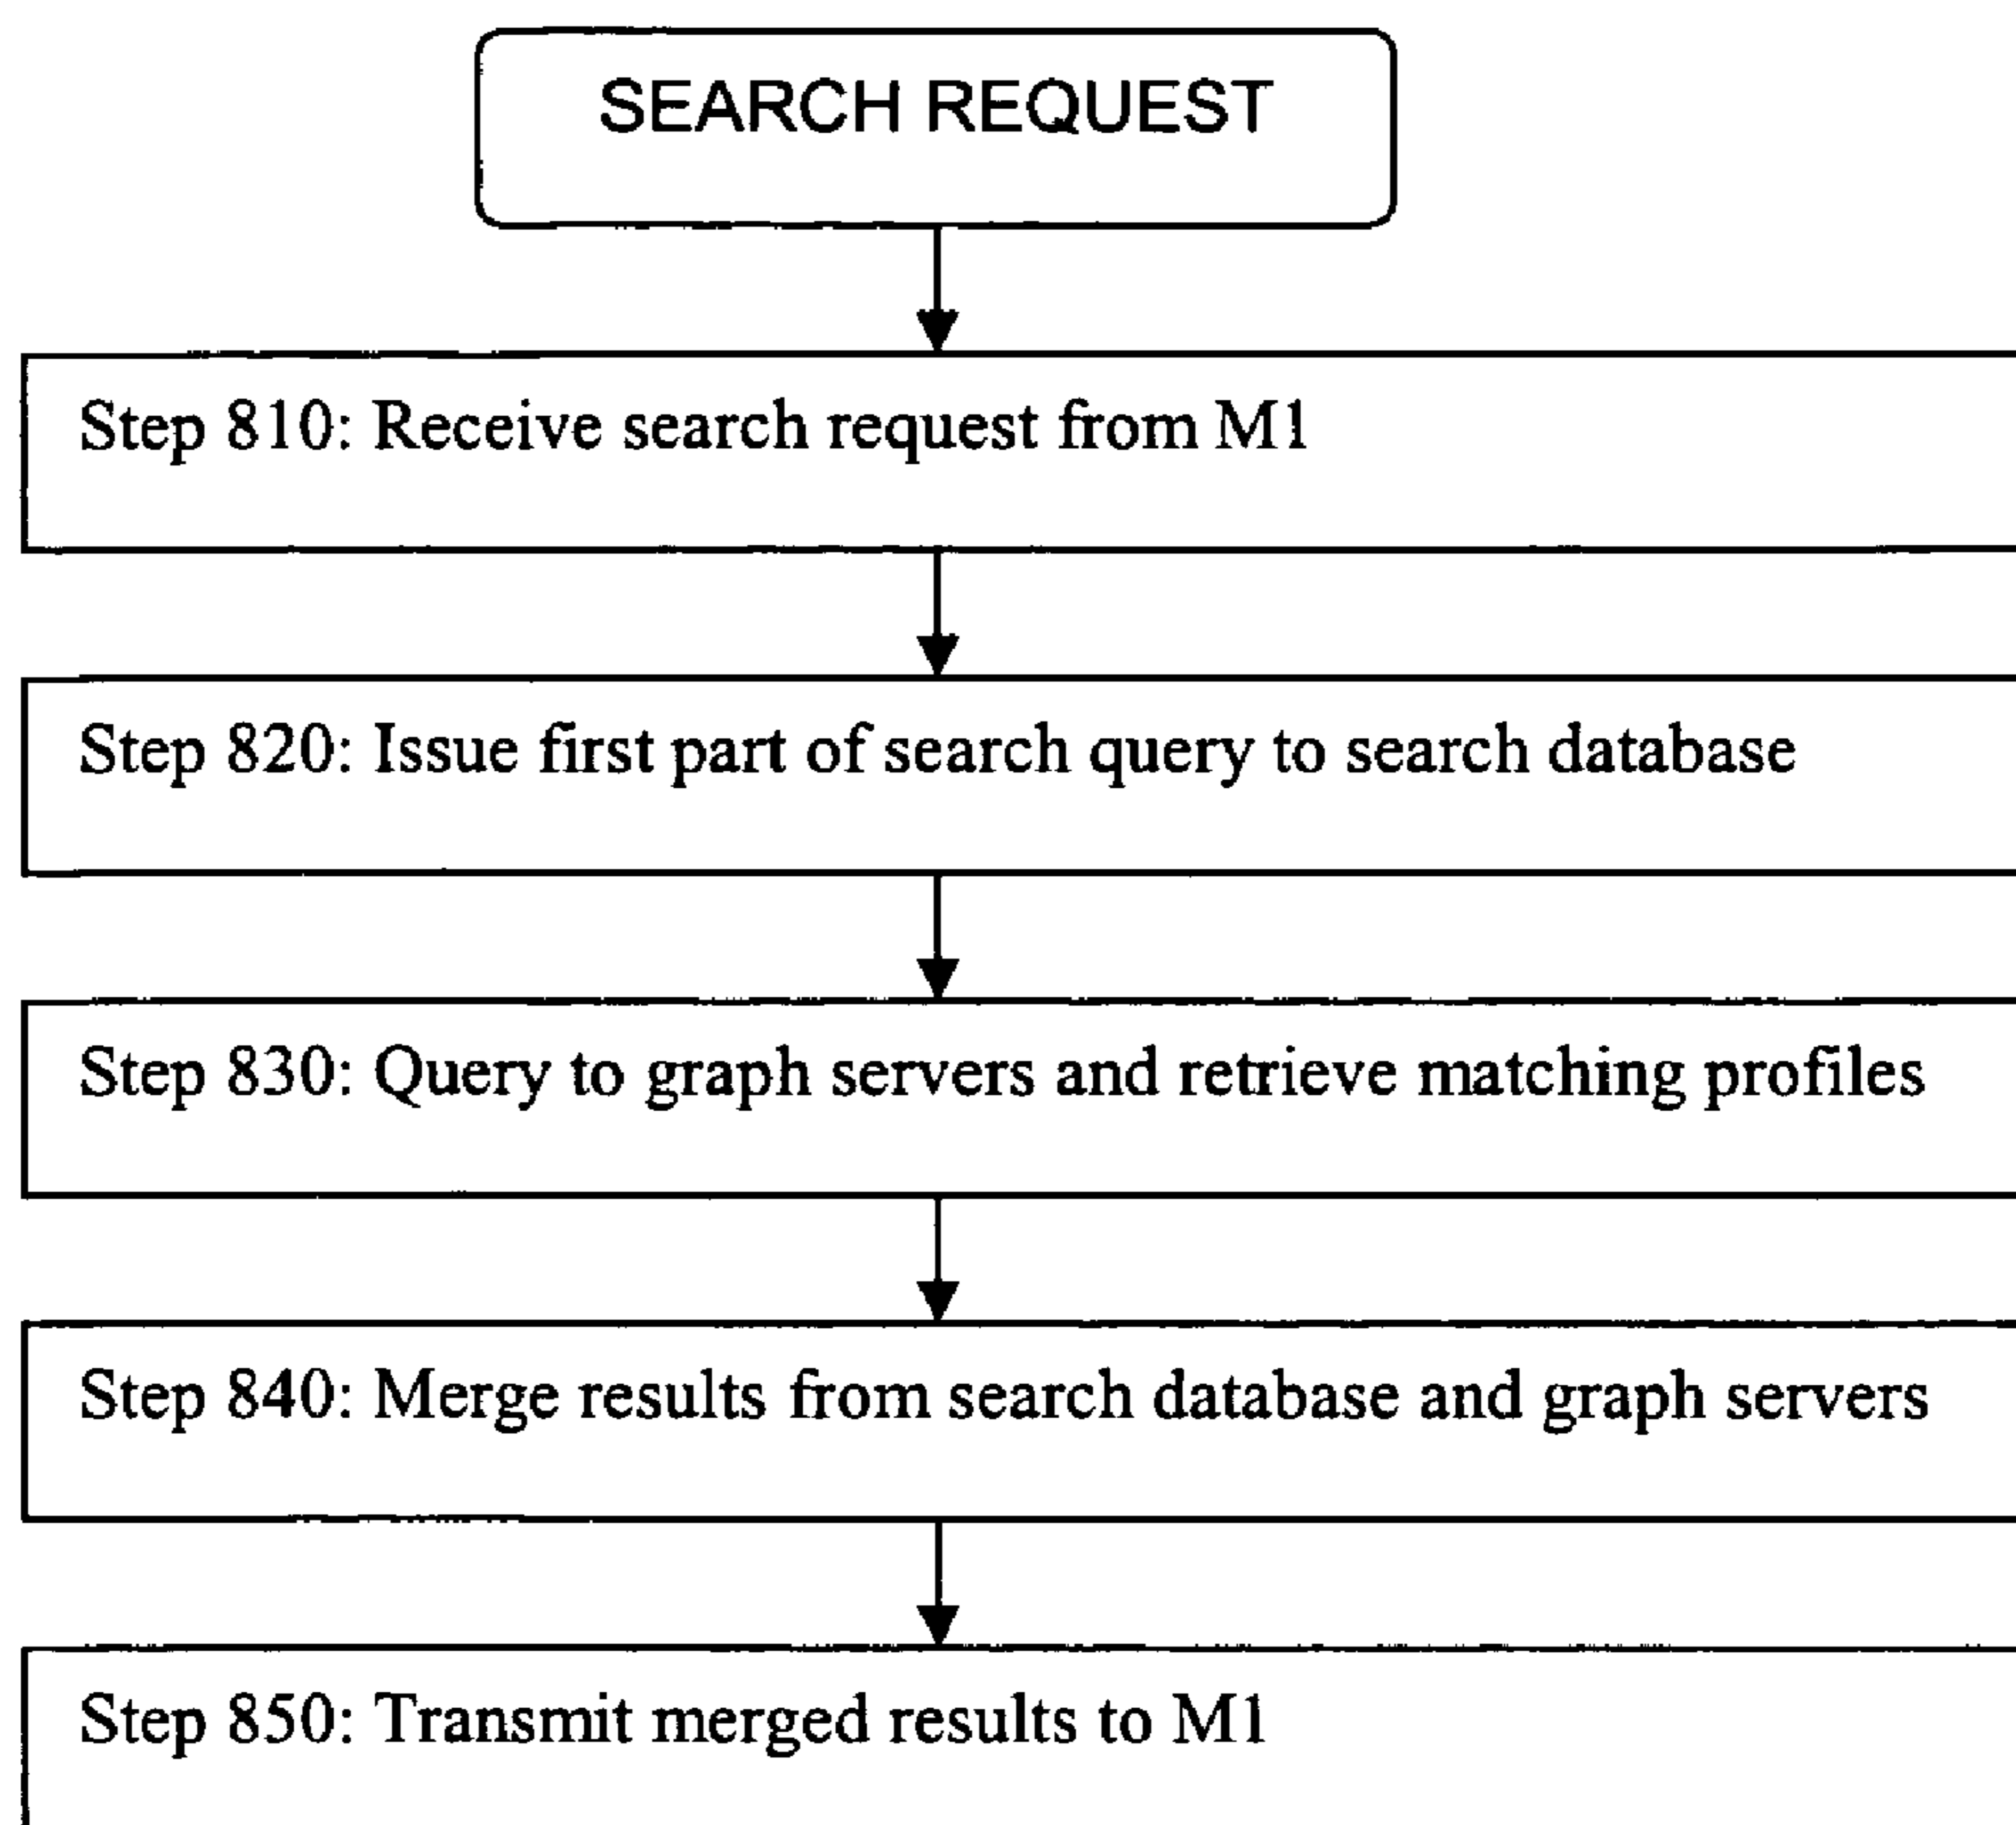 SEARCH REQUEST
Step 810: Receive search request from M1
Step 820: Issue first part of search query to search database
Step 830: Query to graph servers and retrieve matching profiles
Step 840: Merge results from search database and graph servers
Step 850: Transmit merged results to M1